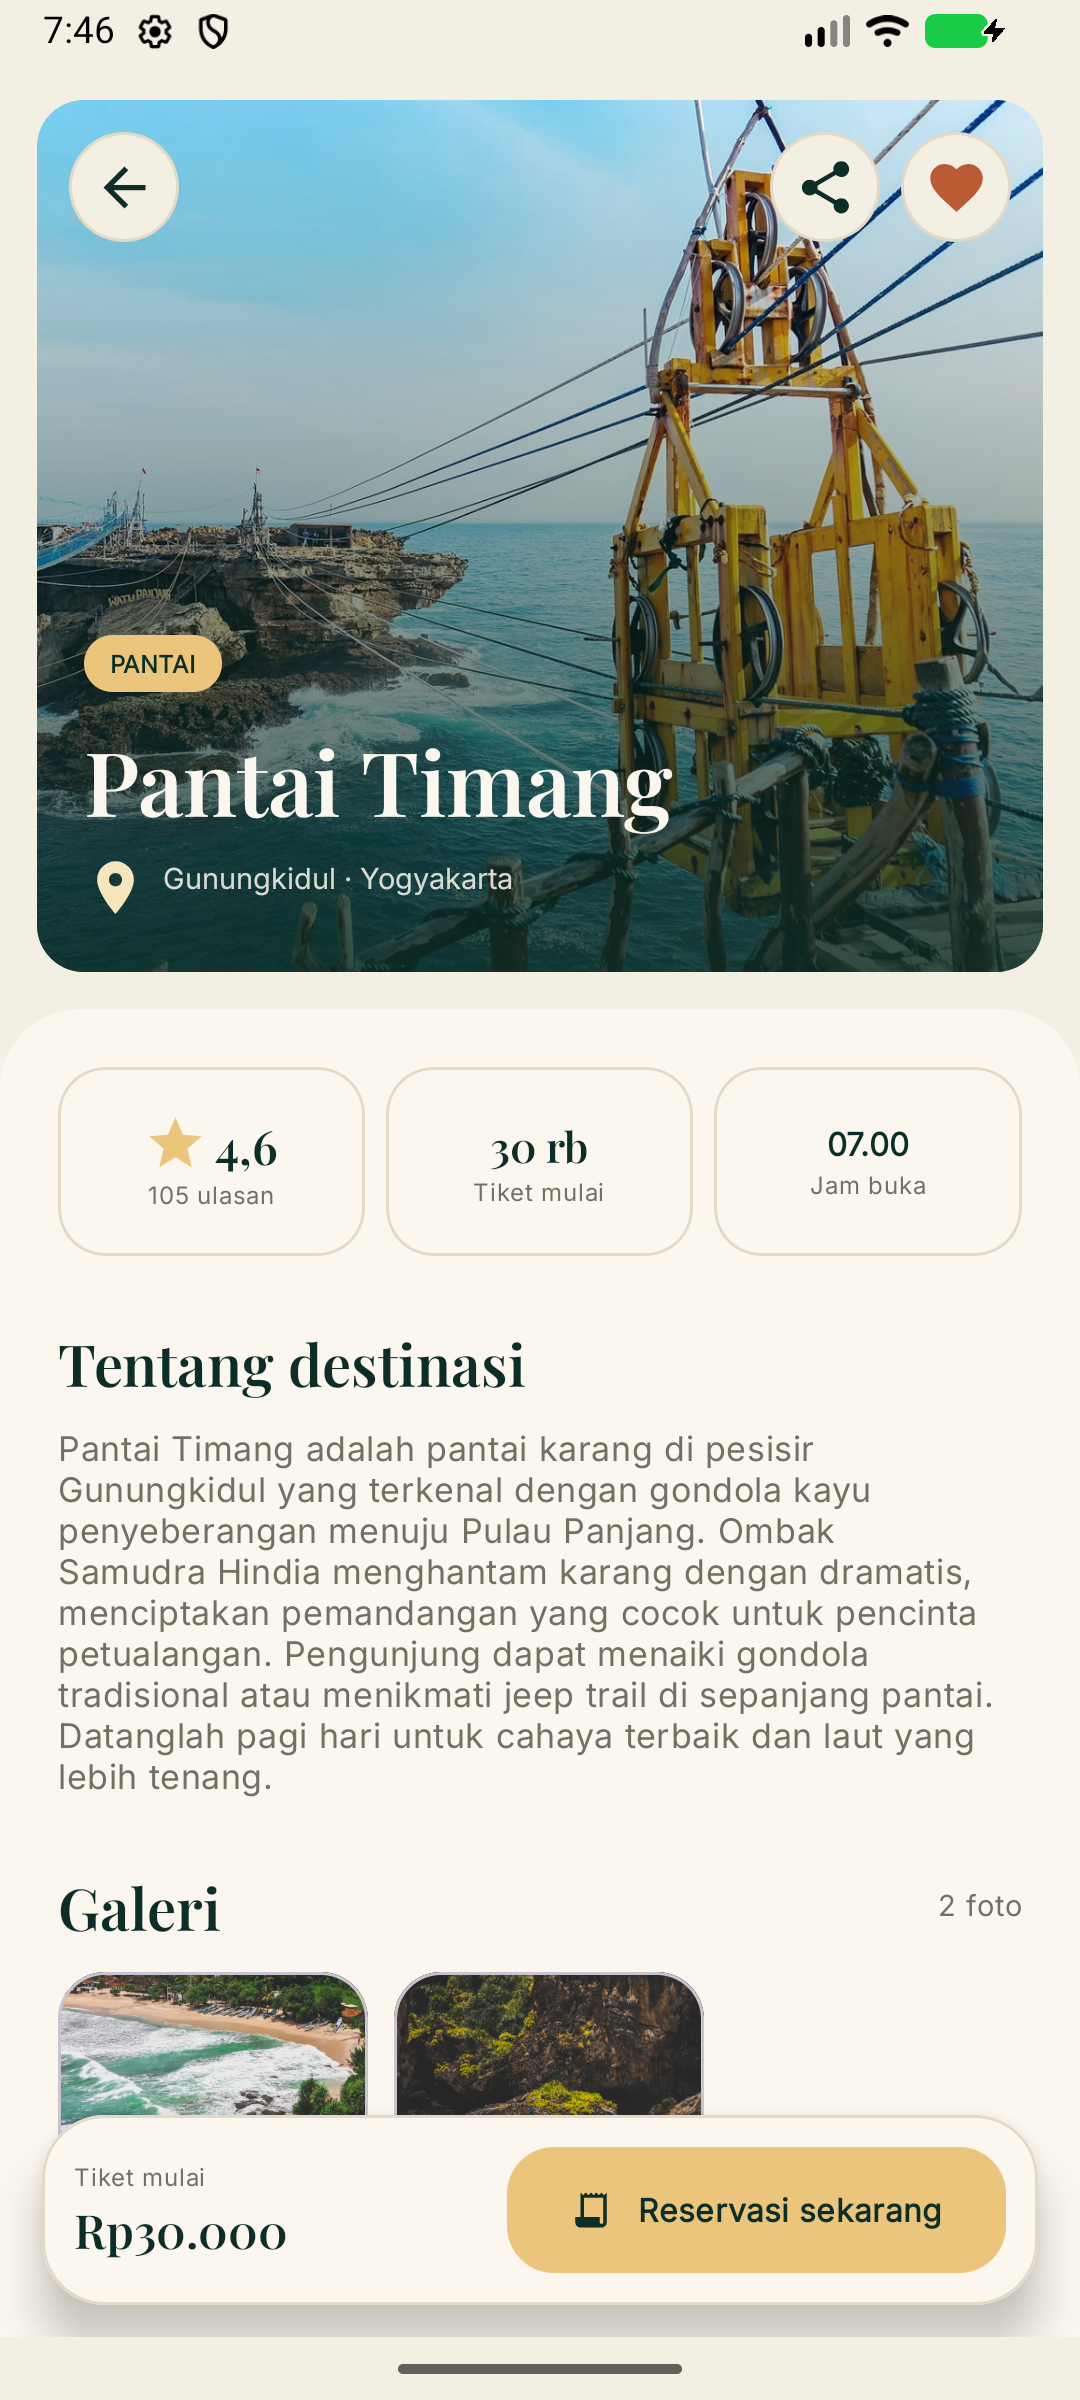 7:46
WATU PANJANG
PANTAI
Pantai Timang
Gunungkidul · Yogyakarta
4,6
105 ulasan
30 rb
Tiket mulai
07.00
Jam buka
Tentang destinasi
Pantai Timang adalah pantai karang di pesisir
Gunungkidul yang terkenal dengan gondola kayu
penyeberangan menuju Pulau Panjang. Ombak
Samudra Hindia menghantam karang dengan dramatis,
menciptakan pemandangan yang cocok untuk pencinta
petualangan. Pengunjung dapat menaiki gondola
tradisional atau menikmati jeep trail di sepanjang pantai.
Datanglah pagi hari untuk cahaya terbaik dan laut yang
lebih tenang.
Galeri
2 foto
Tiket mulai
Rp30.000
Reservasi sekarang